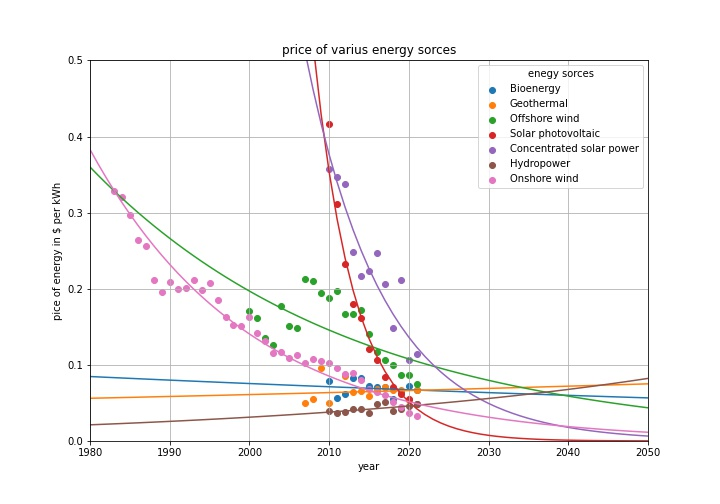 price of varius energy sorces
0.5
0.4
0.3
0.2
0.1
0.0
pice of energy in $ per kWh
enegy sorces
Bioenergy
Geothermal
Offshore wind
Solar photovoltaic
Concentrated solar power
Hydropower
Onshore wind
1980 1990 2000 2010 2020 2030 2040 2050
year